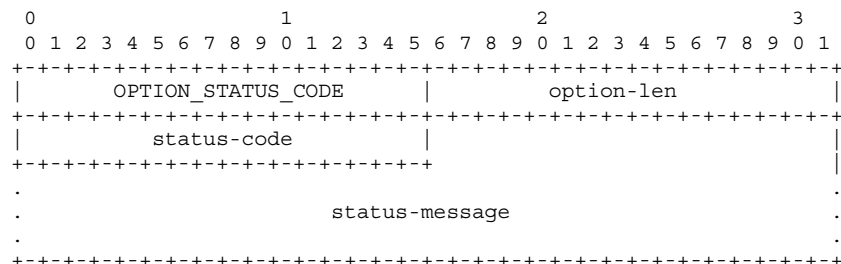 0                   1                   2                   3
 0 1 2 3 4 5 6 7 8 9 0 1 2 3 4 5 6 7 8 9 0 1 2 3 4 5 6 7 8 9 0 1
+-+-+-+-+-+-+-+-+-+-+-+-+-+-+-+-+-+-+-+-+-+-+-+-+-+-+-+-+-+-+-+-+
|       OPTION_STATUS_CODE      |         option-len            |
+-+-+-+-+-+-+-+-+-+-+-+-+-+-+-+-+-+-+-+-+-+-+-+-+-+-+-+-+-+-+-+-+
|          status-code          |                               |
+-+-+-+-+-+-+-+-+-+-+-+-+-+-+-+-+                               |
.                                                               .
.                        status-message                         .
.                                                               .
+-+-+-+-+-+-+-+-+-+-+-+-+-+-+-+-+-+-+-+-+-+-+-+-+-+-+-+-+-+-+-+-+